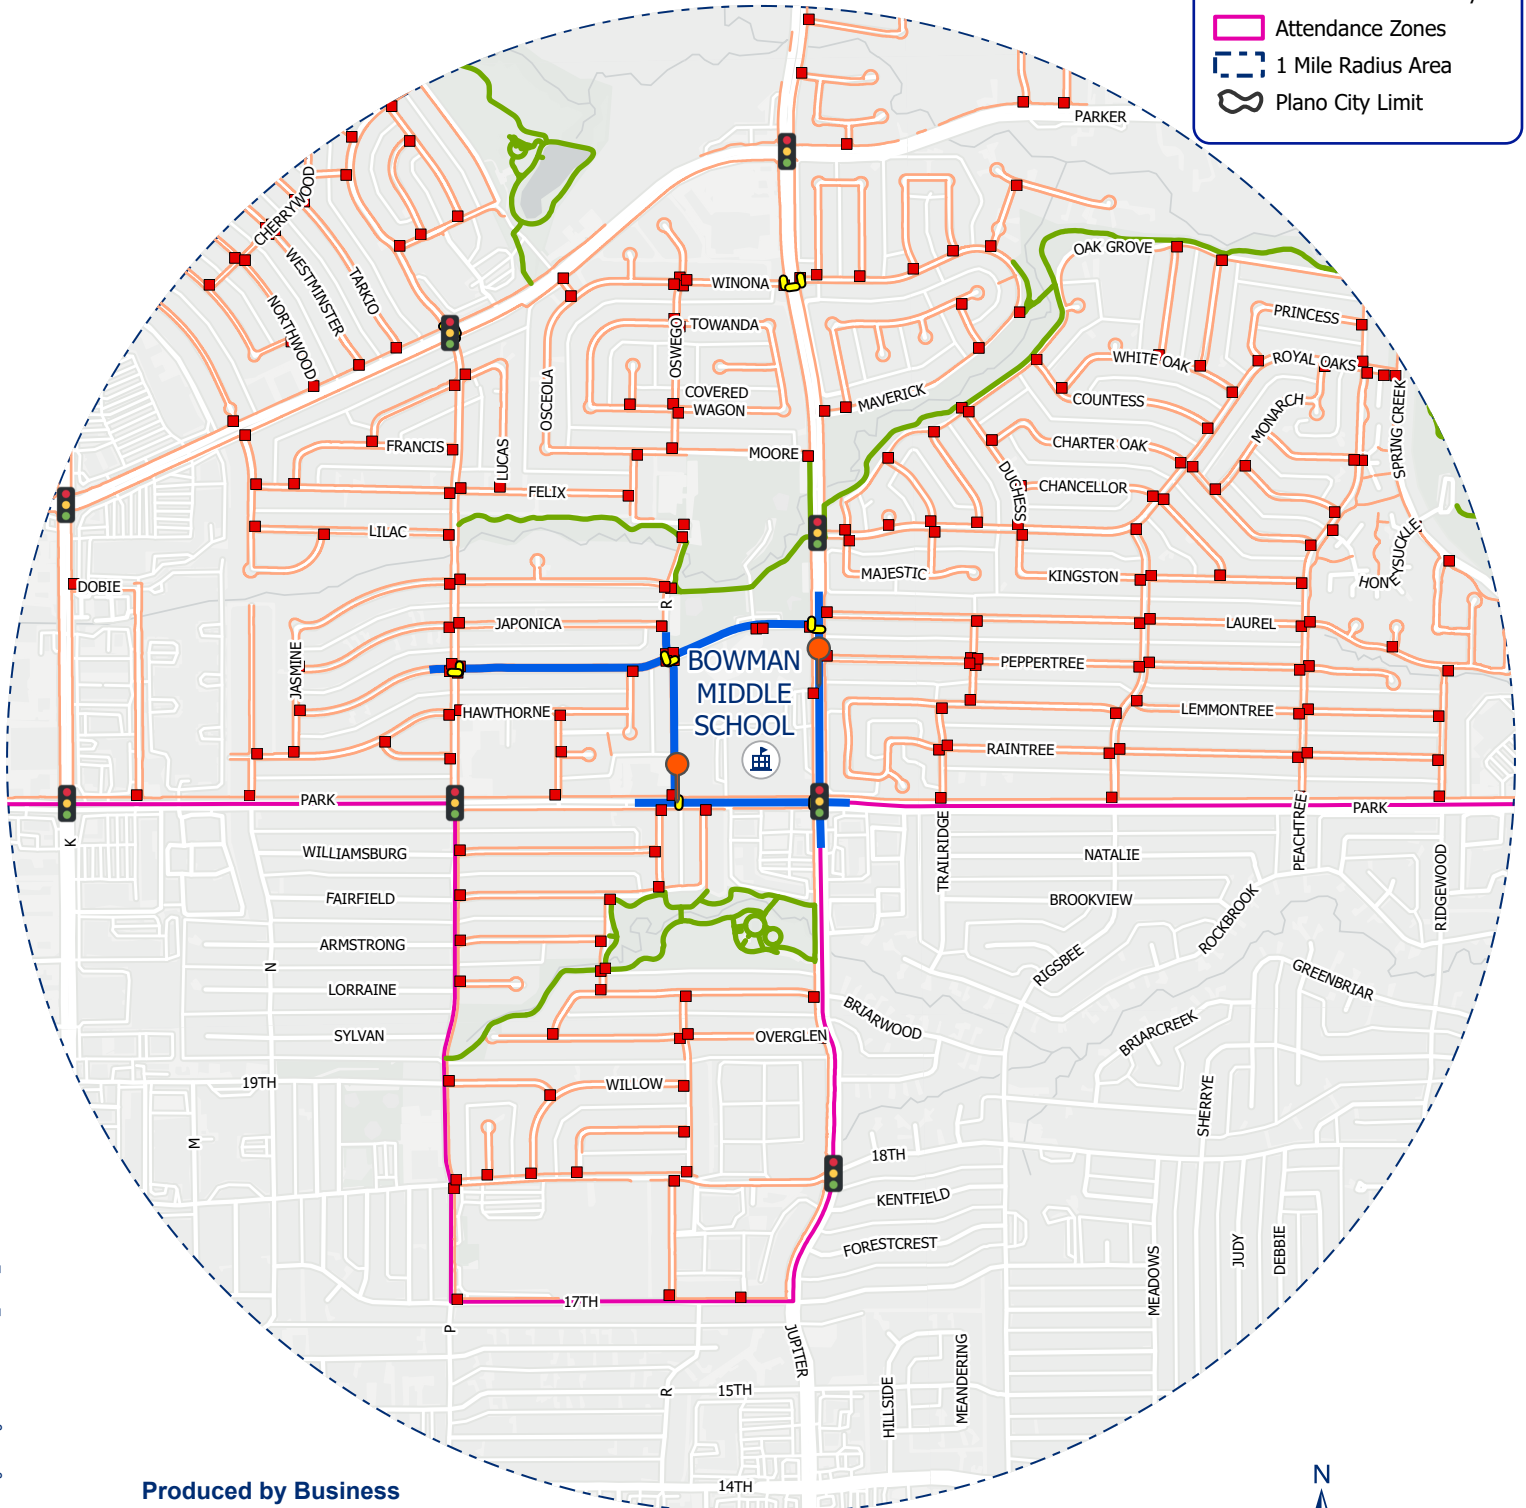 Attendance Zones
1 Mile Radius Area
Plano City Limit
PARKER
CHERRYWOOD
WESTMINSTER
TARKIO
NORTHWOOD
OAK GROVE
WINONA
TOWANDA
OSWEGO
PRINCESS
WHITE OAK
ROYAL OAKS
COVERED
WAGON
MAVERICK
COUNTESS
MONARCH
SPRING CREEK
OSCEOLA
FRANCIS
LUCAS
MOORE
CHARTER OAK
FELIX
DUCHESS
CHANCELLOR
LILAC
HONEYSUCKLE
DOBIE
MAJESTIC
KINGSTON
R
JAPONICA
LAUREL
JASMINE
BOWMAN
MIDDLE
SCHOOL
PEPPERTREE
HAWTHORNE
LEMMONTREE
RAINTREE
PARK
PARK
K
WILLIAMSBURG
TRAILRIDGE
NATALIE
PEACHTREE
RIDGEWOOD
FAIRFIELD
BROOKVIEW
ARMSTRONG
ROCKBROOK
N
RIGSBEE
LORRAINE
GREENBRIAR
SYLVAN
OVERGLEN
BRIARWOOD
BRIARCREEK
19TH
WILLOW
SHERRYE
M
18TH
KENTFIELD
FORESTCREST
JUDY
DEBBIE
MEADOWS
17TH
P
JUPITER
R
15TH
HILLSIDE
MEANDERING
14TH
Produced by Business
N